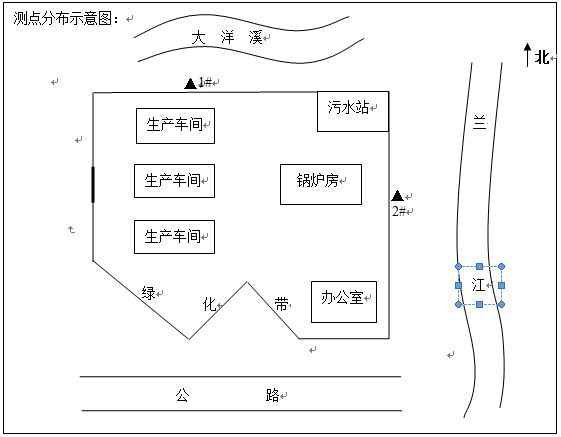 测点分布示意图：
大 洋 溪
北
1#
污水站
兰
生产车间
生产车间
锅炉房
2#
生产车间
江
绿 化 带
办公室
公 路